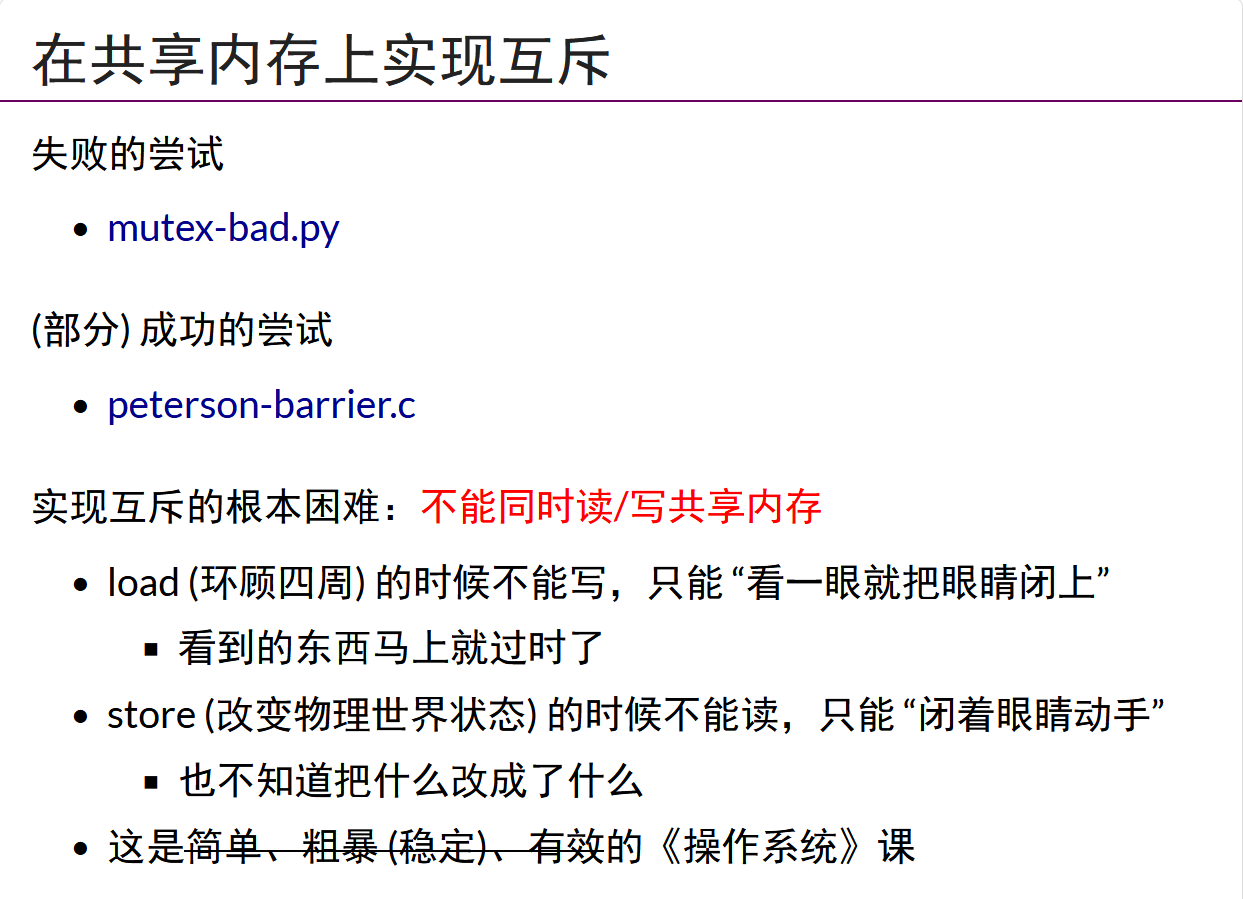 在共享内存上实现互斥
失败的尝试
mutex-bad.py
(部分) 成功的尝试
peterson-barrier.c
实现互斥的根本困难：不能同时读/写共享内存
load (环顾四周) 的时候不能写，只能 “看一眼就把眼睛闭上”
看到的东西马上就过时了
store (改变物理世界状态) 的时候不能读，只能 “闭着眼睛动手”
也不知道把什么改成了什么
这是简单、粗暴 (稳定)、有效的《操作系统》课